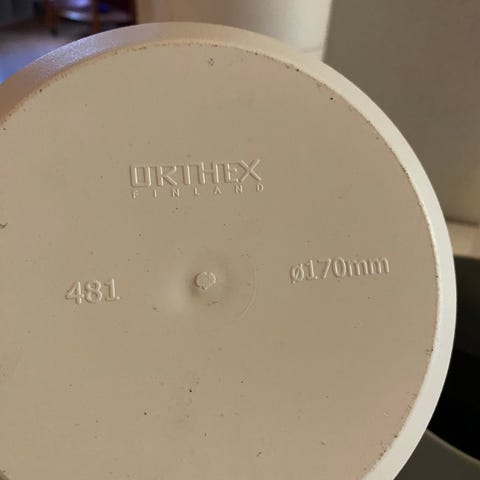 ORTHEX
FINLAND
481
ø170mm